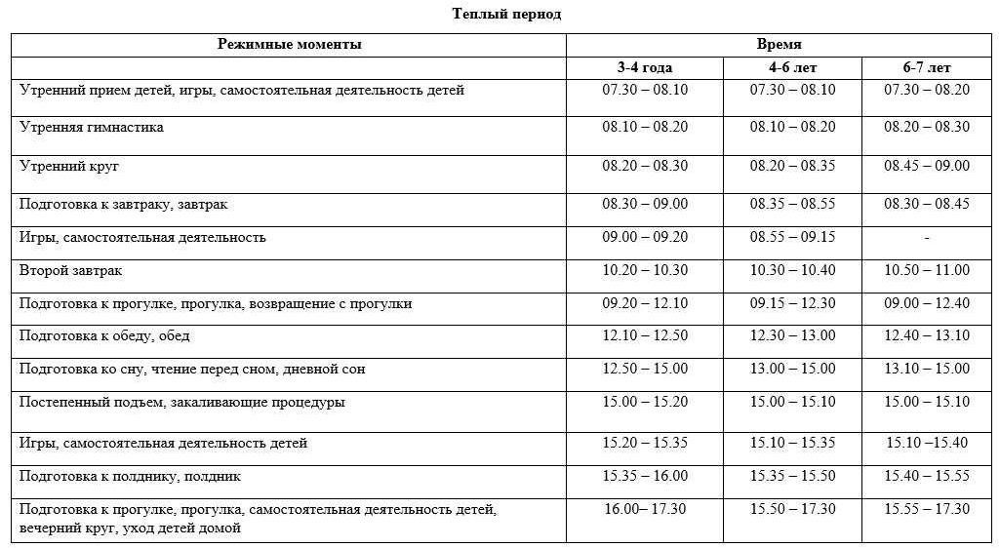 Теплый период
Режимные моменты Время
3-4 года 4-6 лет 6-7 лет
Утренний прием детей, игры, самостоятельная деятельность детей 07.30 – 08.10 07.30 – 08.10 07.30 – 08.20
Утренняя гимнастика 08.10 – 08.20 08.10 – 08.20 08.20 – 08.30
Утренний круг 08.20 – 08.30 08.20 – 08.35 08.45 – 09.00
Подготовка к завтраку, завтрак 08.30 – 09.00 08.35 – 08.55 08.30 – 08.45
Игры, самостоятельная деятельность 09.00 – 09.20 08.55 – 09.15 -
Второй завтрак 10.20 – 10.30 10.30 – 10.40 10.50 – 11.00
Подготовка к прогулке, прогулка, возвращение с прогулки 09.20 – 12.10 09.15 – 12.30 09.00 – 12.40
Подготовка к обеду, обед 12.10 – 12.50 12.30 – 13.00 12.40 – 13.10
Подготовка ко сну, чтение перед сном, дневной сон 12.50 – 15.00 13.00 – 15.00 13.10 – 15.00
Постепенный подъем, закаливающие процедуры 15.00 – 15.20 15.00 – 15.10 15.00 – 15.10
Игры, самостоятельная деятельность детей 15.20 – 15.35 15.10 – 15.35 15.10 –15.40
Подготовка к полднику, полдник 15.35 – 16.00 15.35 – 15.50 15.40 – 15.55
Подготовка к прогулке, прогулка, самостоятельная деятельность детей, 16.00– 17.30 15.50 – 17.30 15.55 – 17.30
вечерний круг, уход детей домой